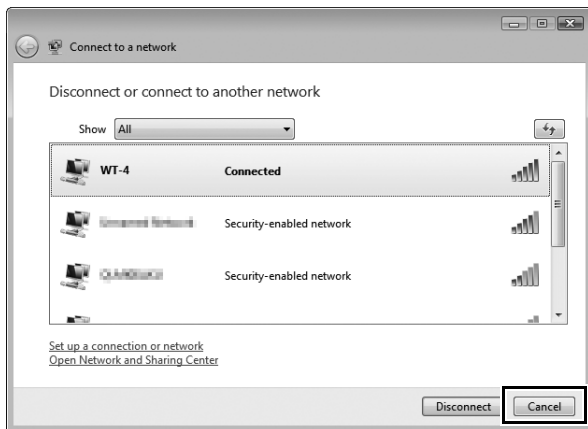 Connect to a network
Disconnect or connect to another network
Show All
WT-4 Connected
Security-enabled network
Security-enabled network
Set up a connection or network
Open Network and Sharing Center
Disconnect Cancel